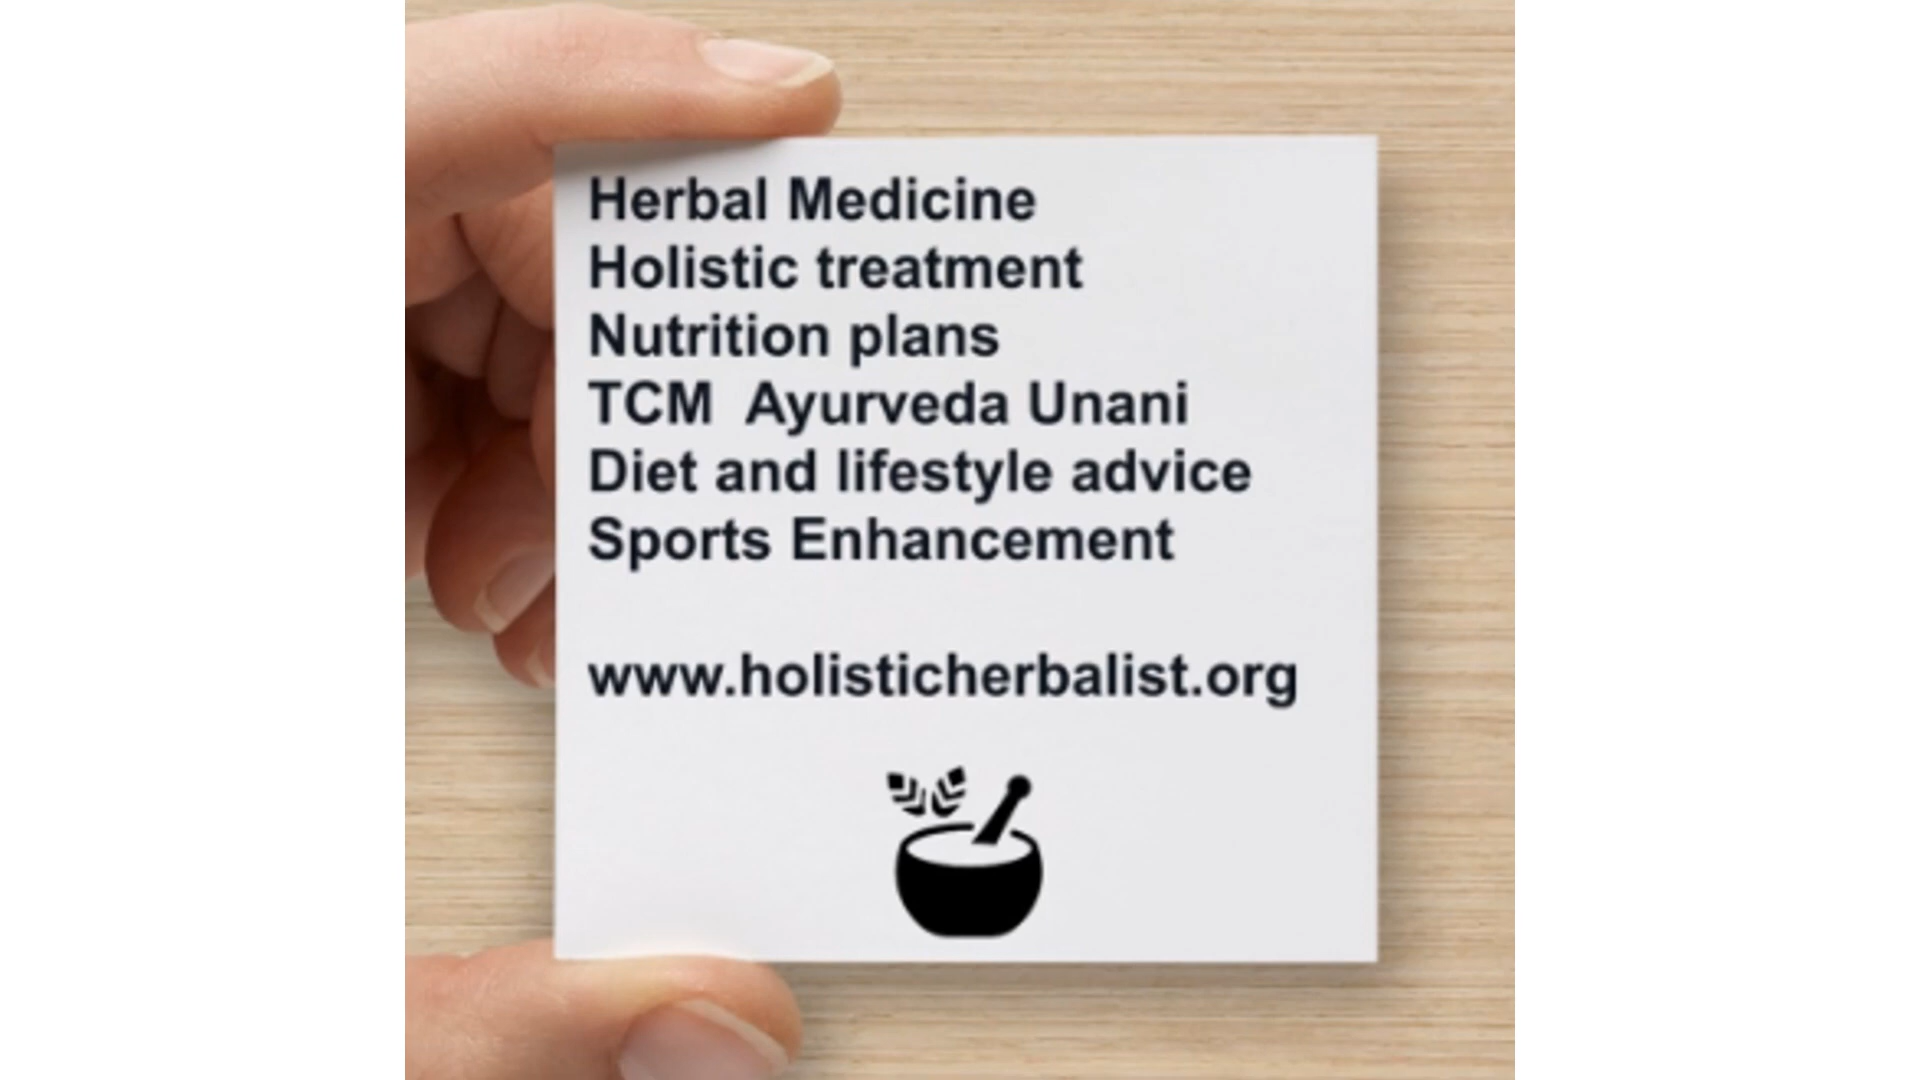 Herbal Medicine
Holistic treatment
Nutrition plans
TCM  Ayurveda Unani
Diet and lifestyle advice
Sports Enhancement
www.holisticherbalist.org